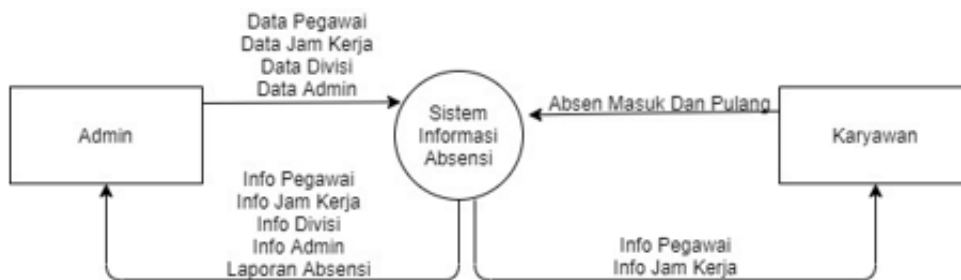 Data Pegawai
Data Jam Kerja
Data Divisi
Data Admin
Admin
Sistem
Informasi
Absensi
Absen Masuk Dan Pulang
Karyawan
Info Pegawai
Info Jam Kerja
Info Divisi
Info Admin
Laporan Absensi
Info Pegawai
Info Jam Kerja